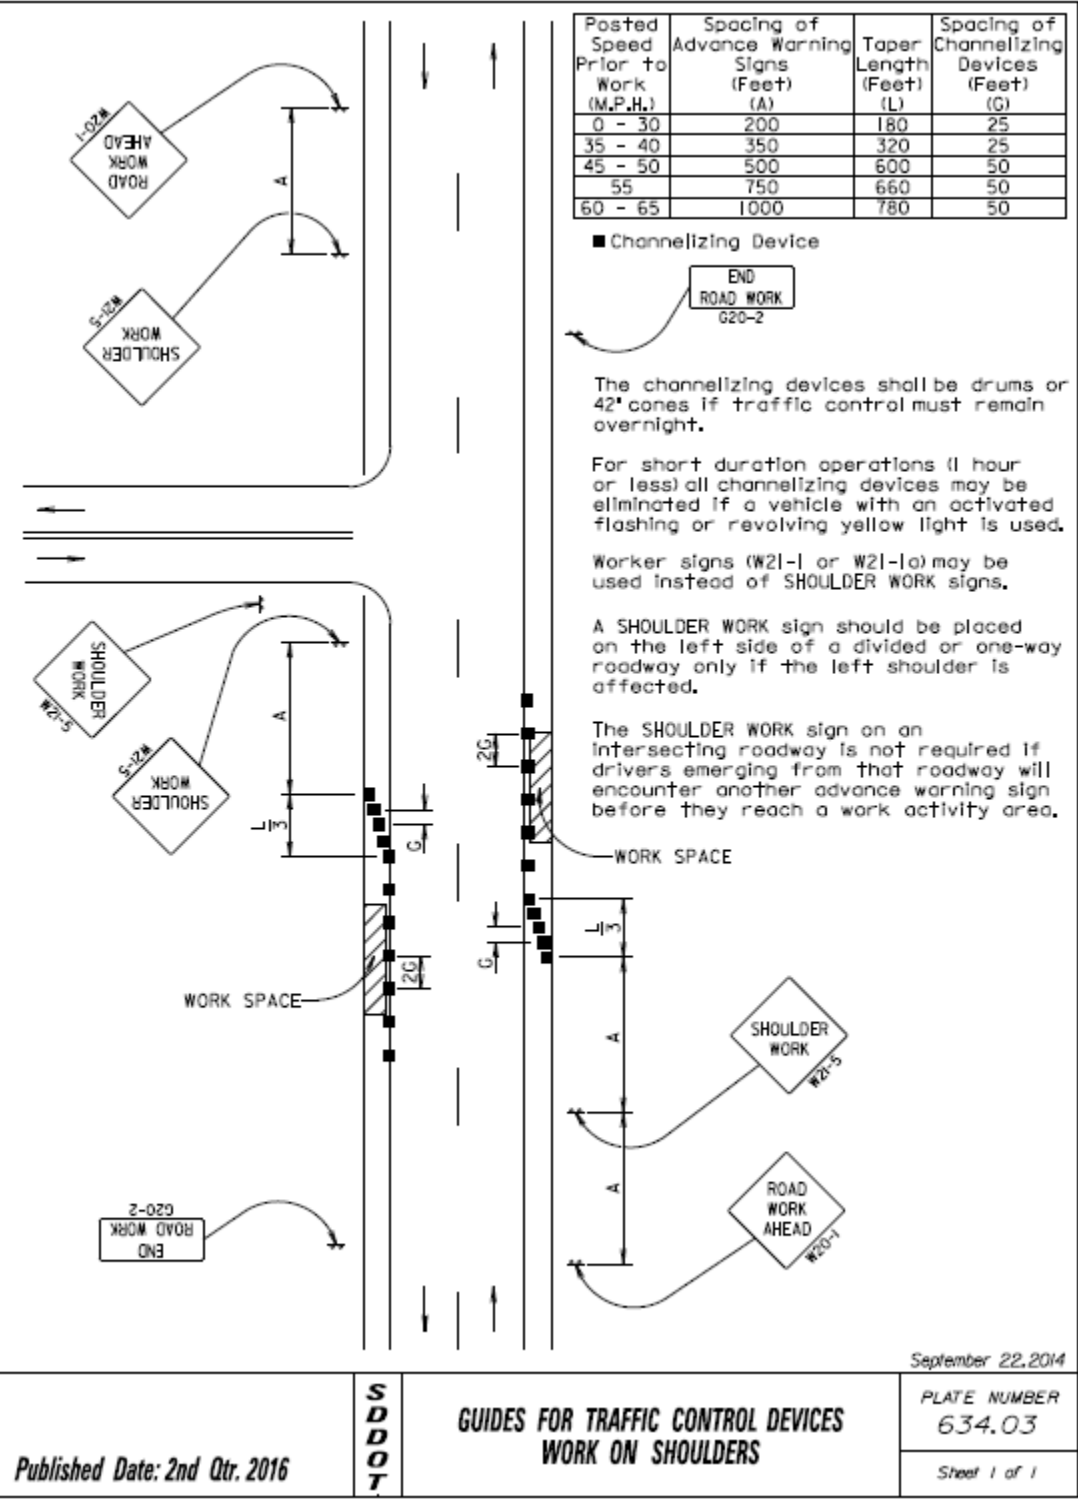 Posted Speed Prior to Work (M.P.H.)
Spacing of Advance Warning Signs (Feet) (A)
Taper Length (Feet) (L)
Spacing of Channelizing Devices (Feet) (G)
0 - 30 200 180 25
35 - 40 350 320 25
45 - 50 500 600 50
55 750 660 50
60 - 65 1000 780 50
■ Channelizing Device
END
ROAD WORK
G20-2
The channelizing devices shall be drums or
42" cones if traffic control must remain
overnight.
For short duration operations (1 hour
or less) all channelizing devices may be
eliminated if a vehicle with an activated
flashing or revolving yellow light is used.
Worker signs (W21-1 or W21-1a) may be
used instead of SHOULDER WORK signs.
A SHOULDER WORK sign should be placed
on the left side of a divided or one-way
roadway only if the left shoulder is
affected.
The SHOULDER WORK sign on an
intersecting roadway is not required if
drivers emerging from that roadway will
encounter another advance warning sign
before they reach a work activity area.
ROAD
WORK
AHEAD
W20-1
A
SHOULDER
WORK
W21-5
SHOULDER
WORK
W21-5
A
SHOULDER
WORK
W21-5
L/3
G
2G
WORK SPACE
2G
WORK SPACE
L/3
G
A
SHOULDER
WORK
W21-5
A
ROAD
WORK
AHEAD
W20-1
END
ROAD WORK
G20-2
September 22, 2014
Published Date: 2nd Qtr. 2016
SDDOT
GUIDES FOR TRAFFIC CONTROL DEVICES
WORK ON SHOULDERS
PLATE NUMBER
634.03
Sheet 1 of 1